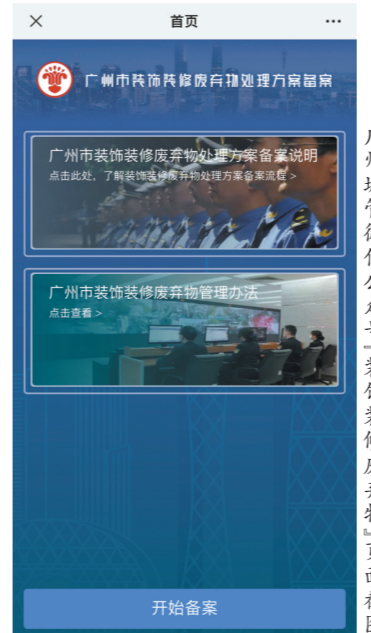 首页
广州市装饰装修废弃物处理方案备案
广州市装饰装修废弃物处理方案备案说明
点击此处，了解装饰装修废弃物处理方案备案流程 >
广州市装饰装修废弃物管理办法
点击查看 >
开始备案